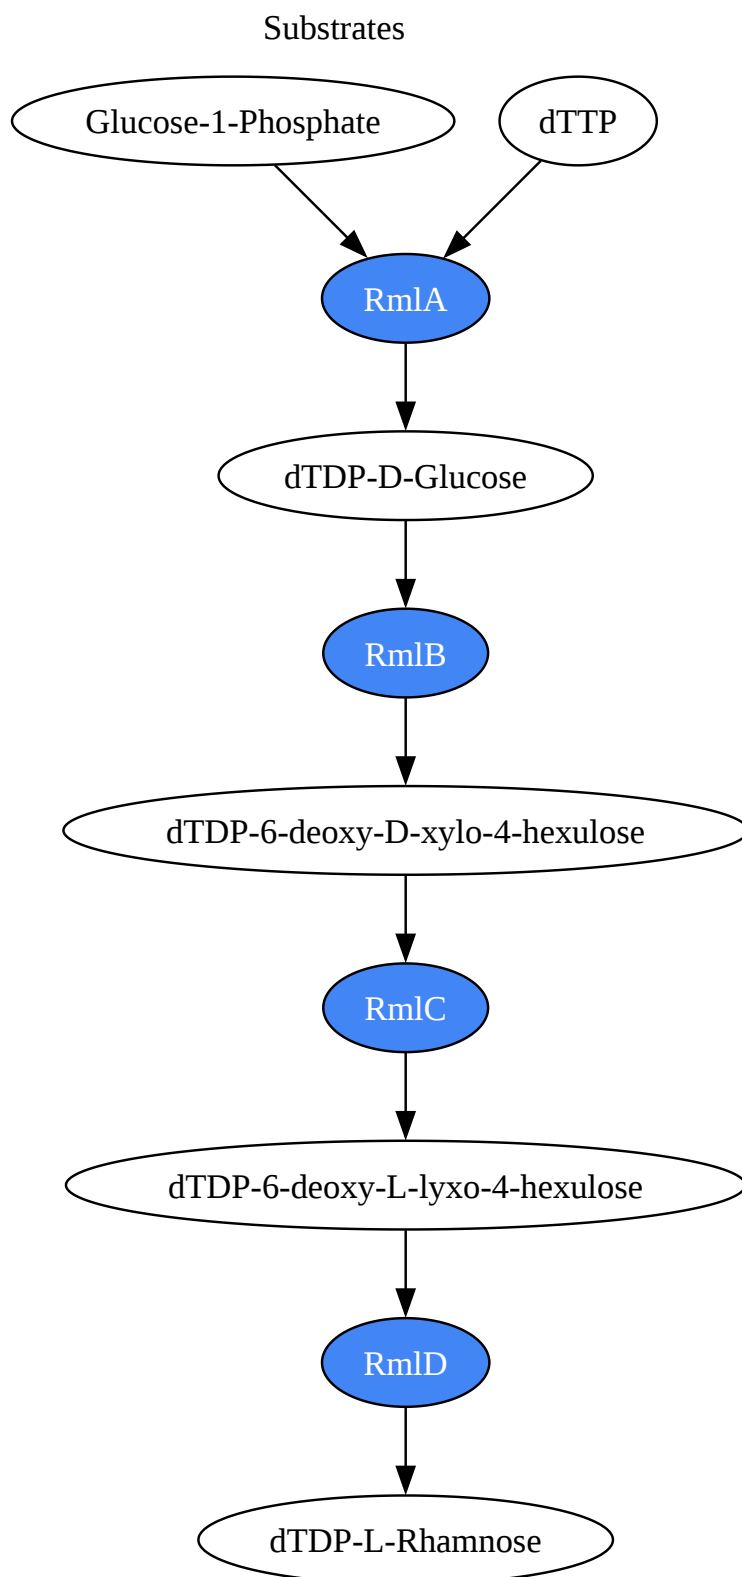 Substrates
Glucose-1-Phosphate
dTTP
RmlA
dTDP-D-Glucose
RmlB
dTDP-6-deoxy-D-xylo-4-hexulose
RmlC
dTDP-6-deoxy-L-lyxo-4-hexulose
RmlD
dTDP-L-Rhamnose